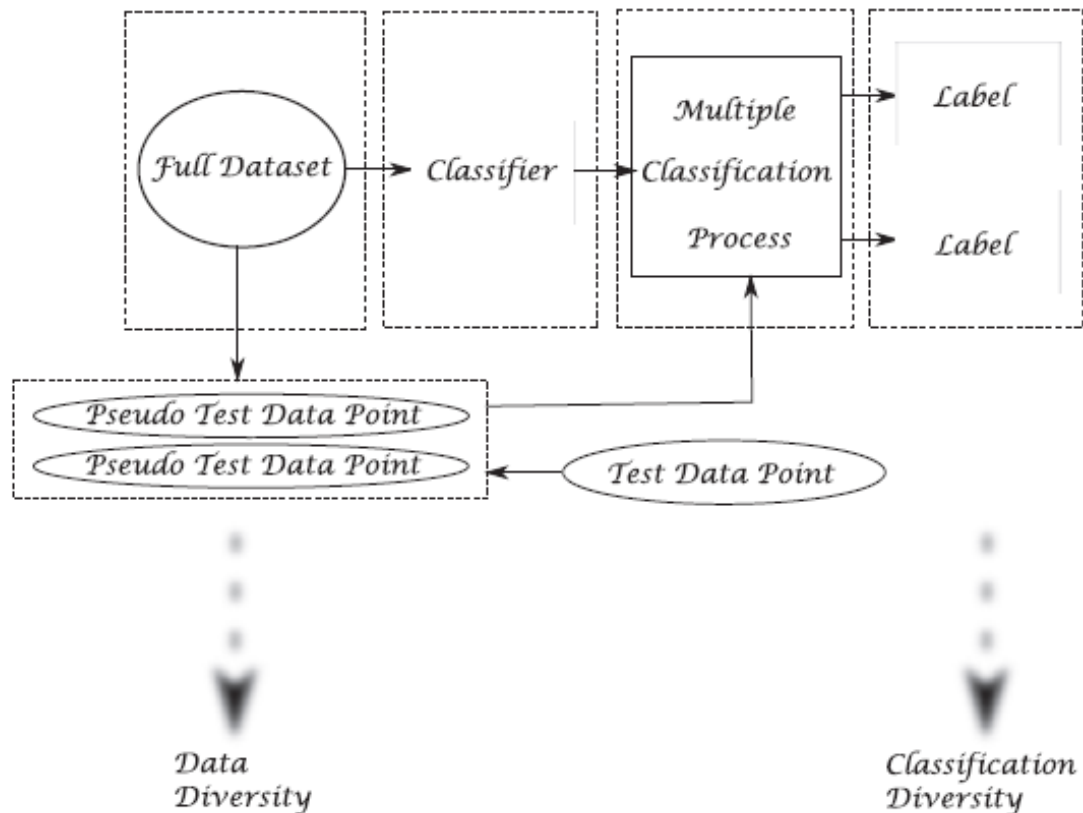 Full Dataset
Classifier
Multiple
Classification
Process
Label
Label
Pseudo Test Data Point
Pseudo Test Data Point
Test Data Point
Data
Diversity
Classification
Diversity